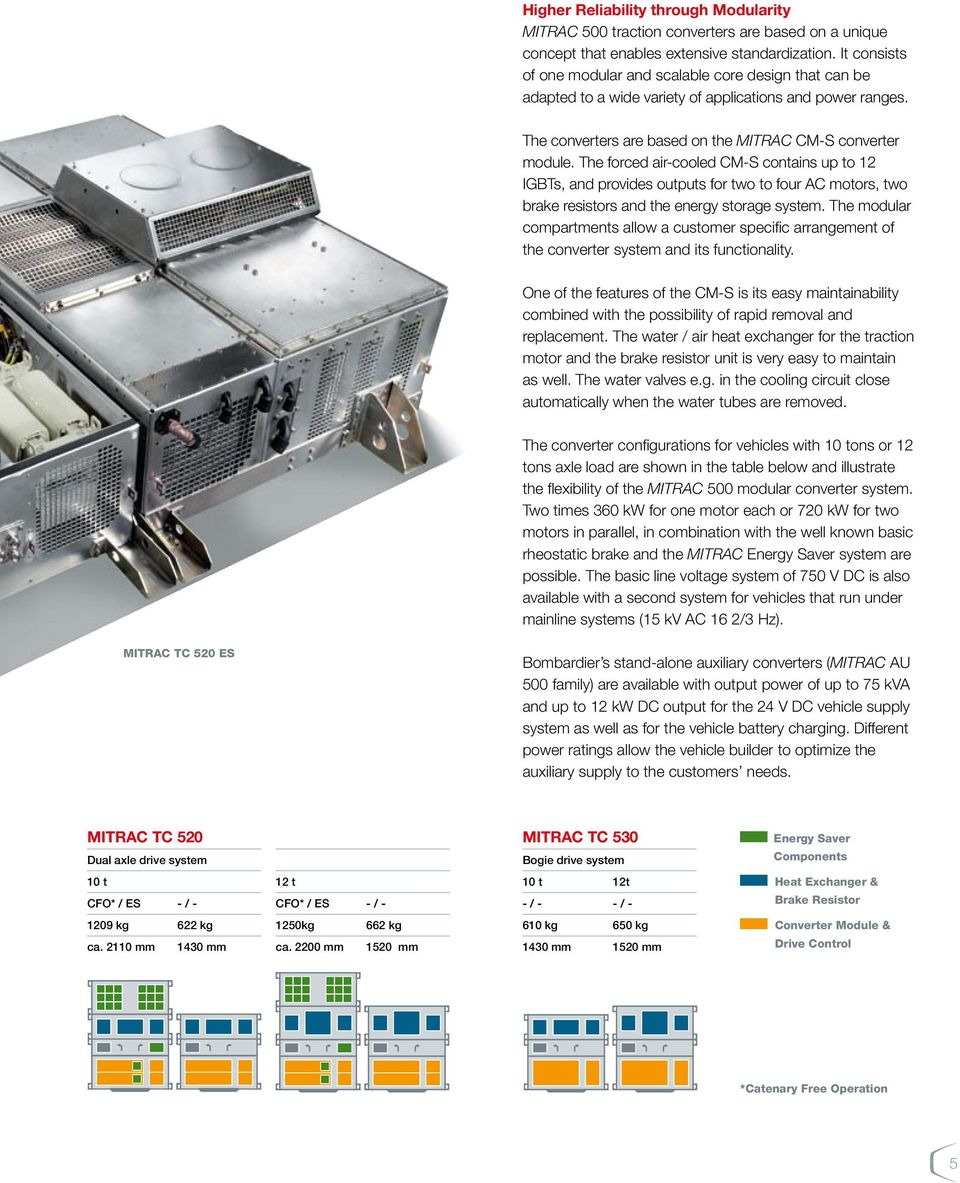 Higher Reliability through Modularity
MITRAC 500 traction converters are based on a unique
concept that enables extensive standardization. It consists
of one modular and scalable core design that can be
adapted to a wide variety of applications and power ranges.
The converters are based on the MITRAC CM-S converter
module. The forced air-cooled CM-S contains up to 12
IGBTs, and provides outputs for two to four AC motors, two
brake resistors and the energy storage system. The modular
compartments allow a customer specific arrangement of
the converter system and its functionality.
One of the features of the CM-S is its easy maintainability
combined with the possibility of rapid removal and
replacement. The water / air heat exchanger for the traction
motor and the brake resistor unit is very easy to maintain
as well. The water valves e.g. in the cooling circuit close
automatically when the water tubes are removed.
The converter configurations for vehicles with 10 tons or 12
tons axle load are shown in the table below and illustrate
the flexibility of the MITRAC 500 modular converter system.
Two times 360 kW for one motor each or 720 kW for two
motors in parallel, in combination with the well known basic
rheostatic brake and the MITRAC Energy Saver system are
possible. The basic line voltage system of 750 V DC is also
available with a second system for vehicles that run under
mainline systems (15 kV AC 16 2/3 Hz).
MITRAC TC 520 ES
Bombardier's stand-alone auxiliary converters (MITRAC AU
500 family) are available with output power of up to 75 kVA
and up to 12 kW DC output for the 24 V DC vehicle supply
system as well as for the vehicle battery charging. Different
power ratings allow the vehicle builder to optimize the
auxiliary supply to the customers' needs.
MITRAC TC 520
Dual axle drive system
10 t 12 t
CFO* / ES - / - CFO* / ES - / -
1209 kg 622 kg 1250kg 662 kg
ca. 2110 mm 1430 mm ca. 2200 mm 1520 mm
MITRAC TC 530
Bogie drive system
10 t 12t
- / - - / -
610 kg 650 kg
1430 mm 1520 mm
Energy Saver
Components
Heat Exchanger &
Brake Resistor
Converter Module &
Drive Control
*Catenary Free Operation
5